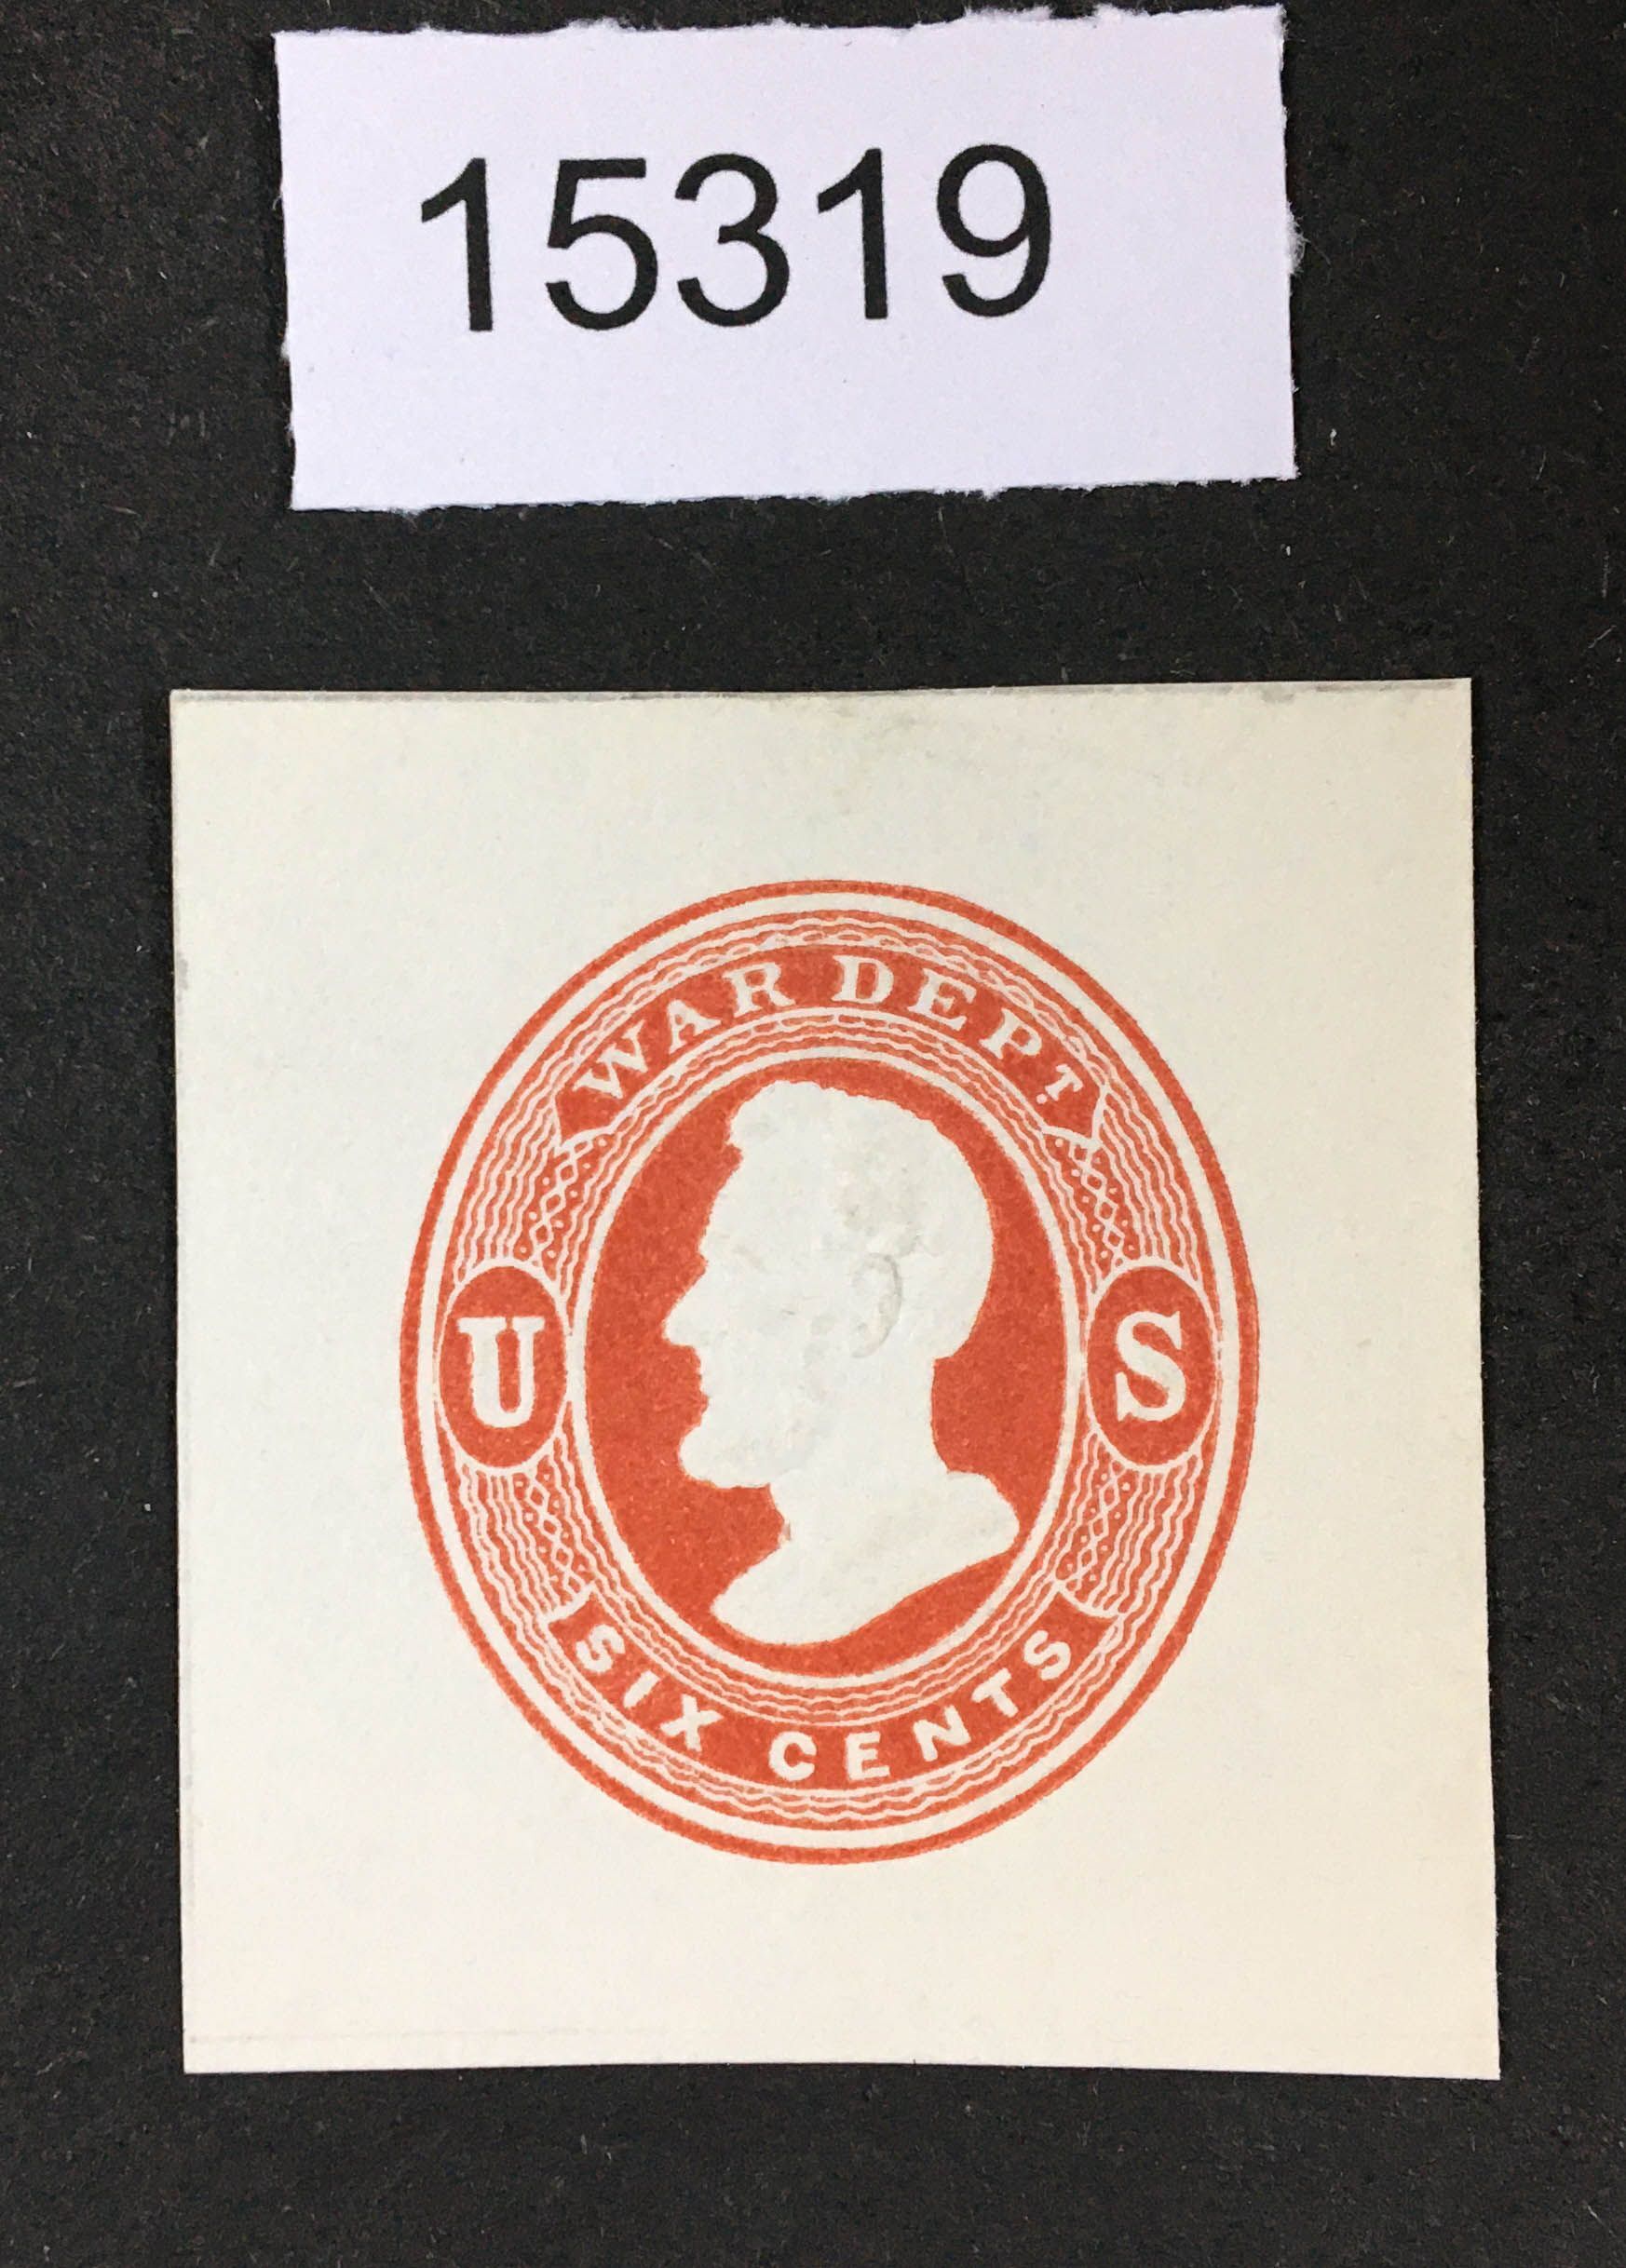 15319
WAR DEPT.
U S
SIX CENTS